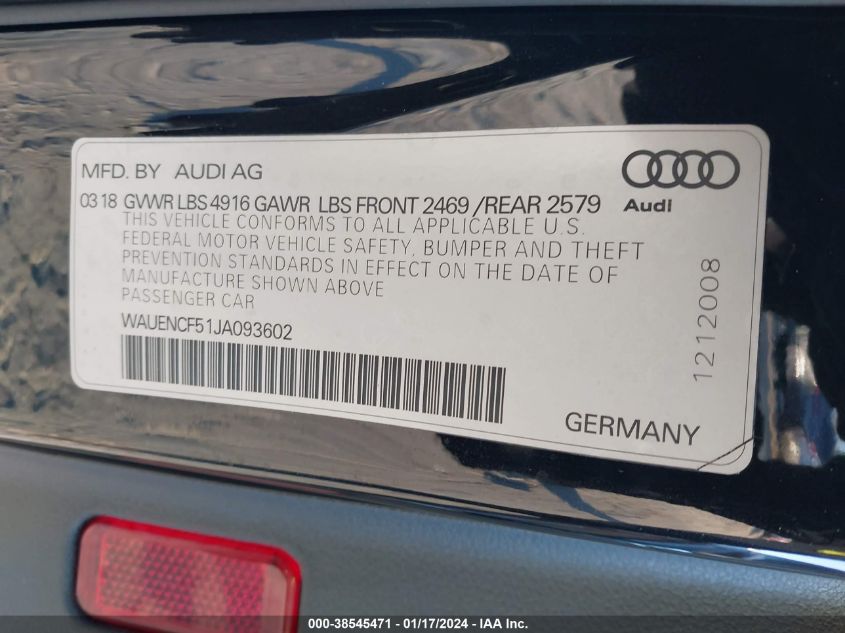 MFD. BY AUDI AG
Audi
0318 GVWR LBS 4916 GAWR LBS FRONT 2469 /REAR 2579
THIS VEHICLE CONFORMS TO ALL APPLICABLE U.S.
FEDERAL MOTOR VEHICLE SAFETY, BUMPER AND THEFT
PREVENTION STANDARDS IN EFFECT ON THE DATE OF
MANUFACTURE SHOWN ABOVE
PASSENGER CAR
WAUENCF51JA093602
1212008
GERMANY
000-38545471 - 01/17/2024 - IAA Inc.